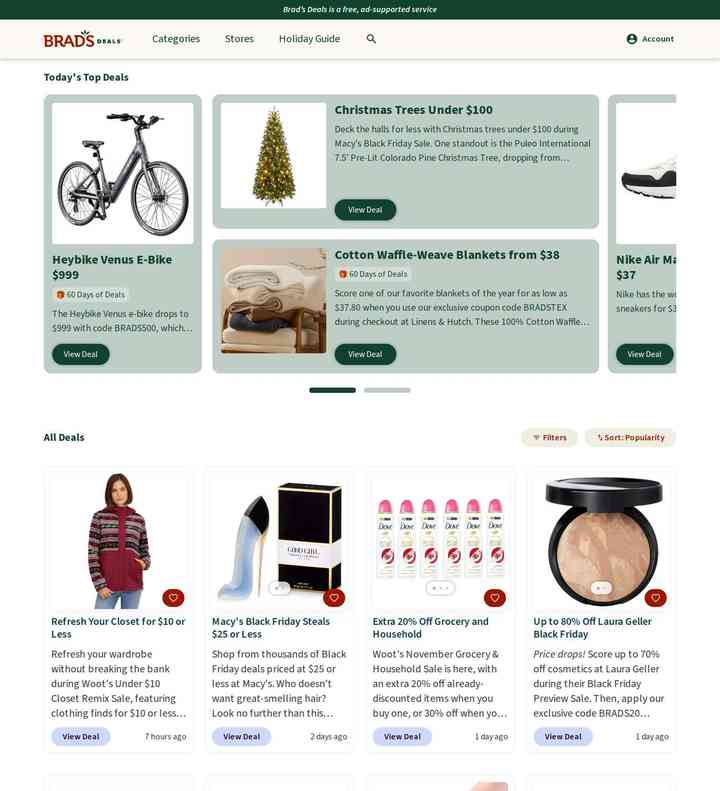 Brad's Deals is a free, ad-supported service
BRAD'S DEALS
Categories
Stores
Holiday Guide
Account
Today's Top Deals
Heybike Venus E-Bike
$999
60 Days of Deals
The Heybike Venus e-bike drops to
$999 with code BRADS500, which...
View Deal
Christmas Trees Under $100
Deck the halls for less with Christmas trees under $100 during
Macy's Black Friday Sale. One standout is the Puleo International
7.5' Pre-Lit Colorado Pine Christmas Tree, dropping from...
View Deal
Cotton Waffle-Weave Blankets from $38
60 Days of Deals
Score one of our favorite blankets of the year for as low as
$37.80 when you use our exclusive coupon code BRADSTEX
during checkout at Linens & Hutch. These 100% Cotton Waffle...
View Deal
Nike Air Ma
$37
Nike has the wo
sneakers for $3
View Deal
All Deals
Filters
Sort: Popularity
Refresh Your Closet for $10 or
Less
Refresh your wardrobe
without breaking the bank
during Woot's Under $10
Closet Remix Sale, featuring
clothing finds for $10 or less...
View Deal
7 hours ago
GOOD GIRL
Macy's Black Friday Steals
$25 or Less
Shop from thousands of Black
Friday deals priced at $25 or
less at Macy's. Who doesn't
want great-smelling hair?
Look no further than this...
View Deal
2 days ago
Dove Dove Dove Dove Dove Dove
Extra 20% Off Grocery and
Household
Woot's November Grocery &
Household Sale is here, with
an extra 20% off already-
discounted items when you
buy one, or 30% off when yo...
View Deal
1 day ago
Up to 80% Off Laura Geller
Black Friday
Price drops! Score up to 70%
off cosmetics at Laura Geller
during their Black Friday
Preview Sale. Then, apply our
exclusive code BRADS20...
View Deal
1 day ago